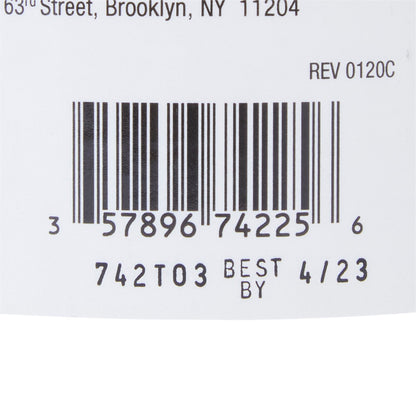 63rd Street, Brooklyn, NY 11204
REV 0120C
3 57896 74225 6
742T03 BEST BY 4/23